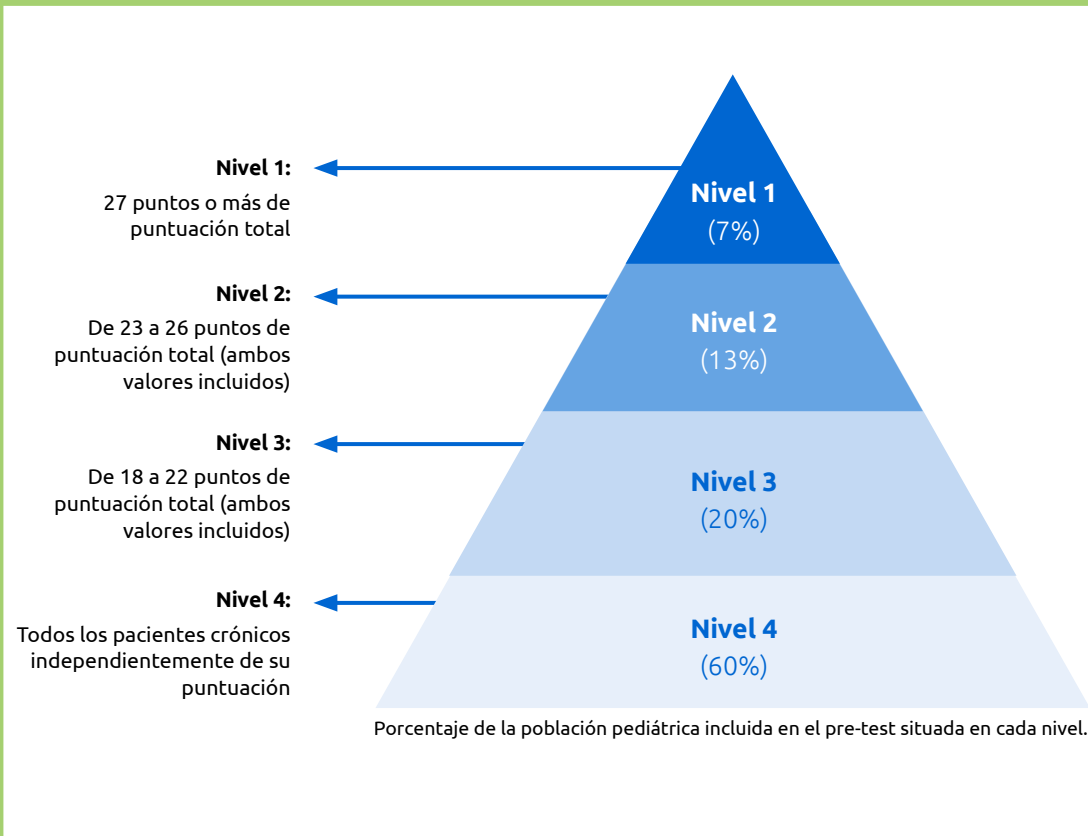 Nivel 1:
27 puntos o más de
puntuación total
Nivel 2:
De 23 a 26 puntos de
puntuación total (ambos
valores incluidos)
Nivel 3:
De 18 a 22 puntos de
puntuación total (ambos
valores incluidos)
Nivel 4:
Todos los pacientes crónicos
independientemente de su
puntuación
Nivel 1
(7%)
Nivel 2
(13%)
Nivel 3
(20%)
Nivel 4
(60%)
Porcentaje de la población pediátrica incluida en el pre-test situada en cada nivel.